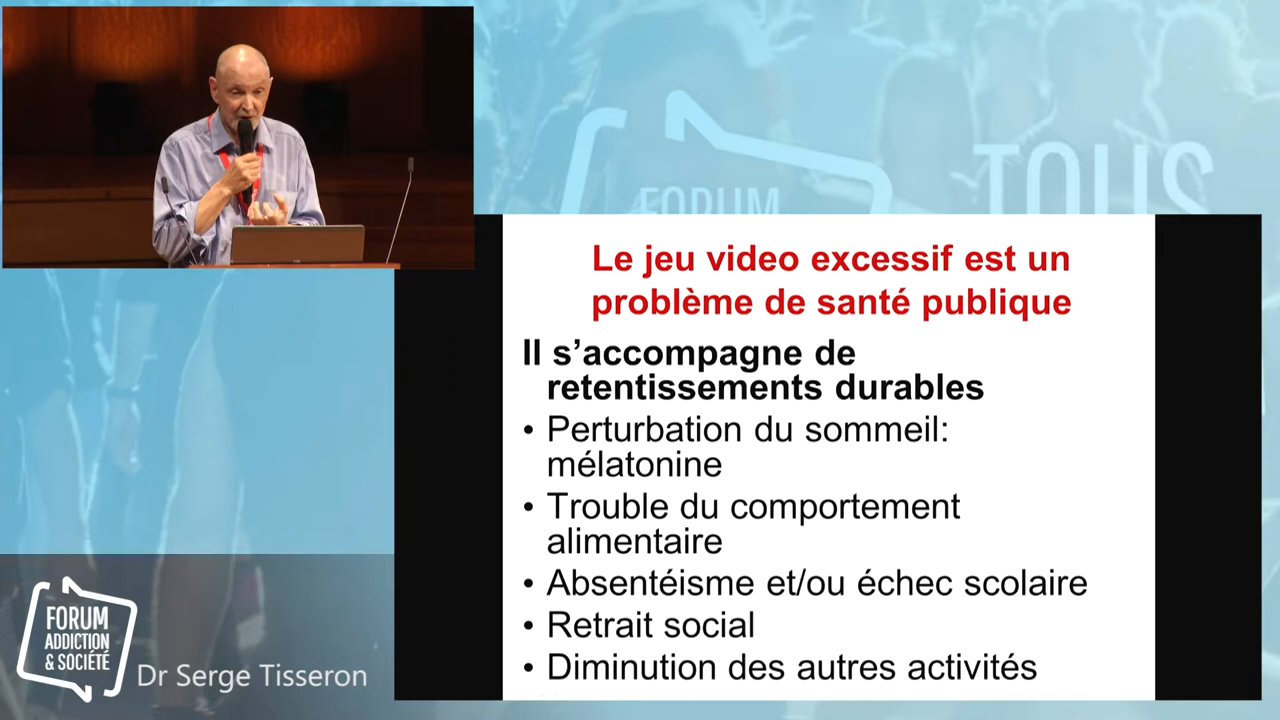 FORUM
TOUS
Le jeu video excessif est un
problème de santé publique
Il s’accompagne de
retentissements durables
• Perturbation du sommeil:
mélatonine
• Trouble du comportement
alimentaire
• Absentéisme et/ou échec scolaire
• Retrait social
• Diminution des autres activités
FORUM
ADDICTION
& SOCIÉTÉ
Dr Serge Tisseron